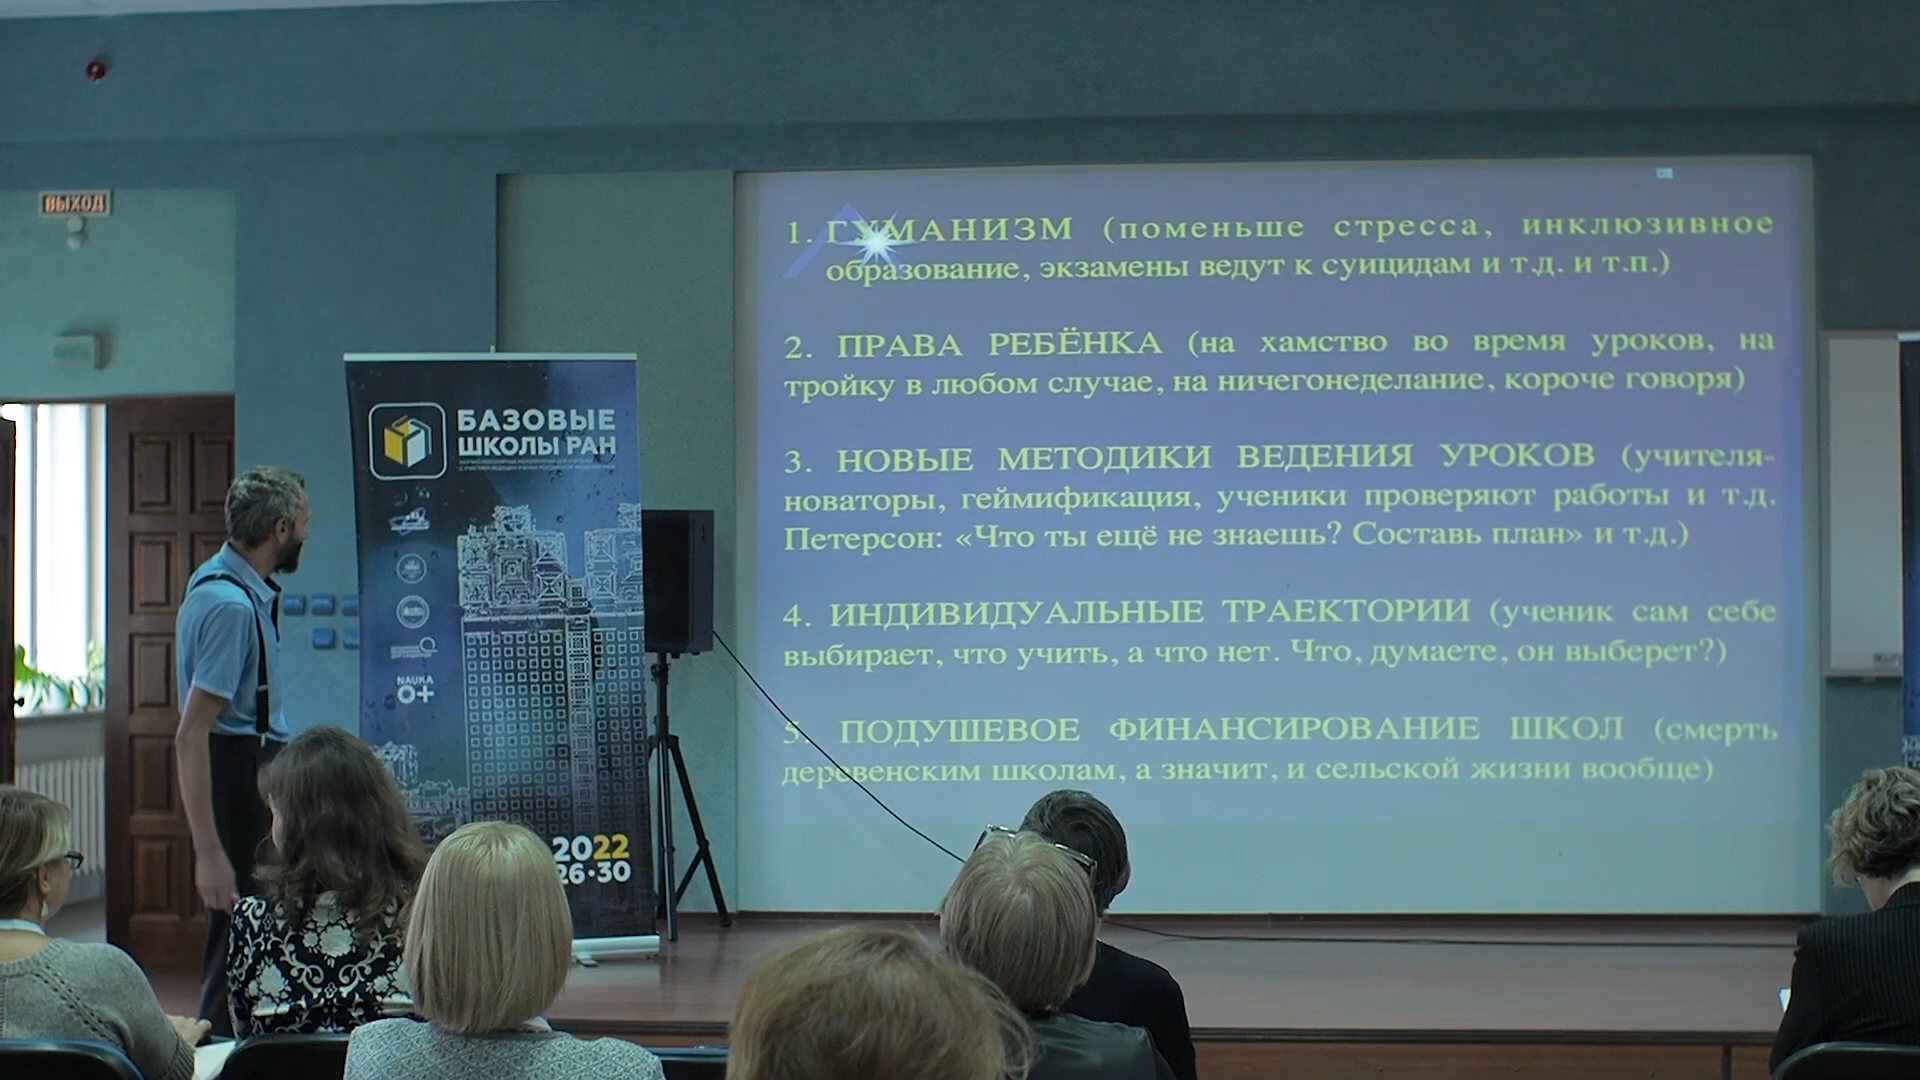 ВЫХОД
БАЗОВЫЕ
ШКОЛЫ РАН
NAUKA
0+
2022
26·30
1. ГУМАНИЗМ (поменьше стресса, инклюзивное
образование, экзамены ведут к суицидам и т.д. и т.п.)
2. ПРАВА РЕБЁНКА (на хамство во время уроков, на
тройку в любом случае, на ничегонеделание, короче говоря)
3. НОВЫЕ МЕТОДИКИ ВЕДЕНИЯ УРОКОВ (учителя-
новаторы, геймификация, ученики проверяют работы и т.д.
Петерсон: «Что ты ещё не знаешь? Составь план» и т.д.)
4. ИНДИВИДУАЛЬНЫЕ ТРАЕКТОРИИ (ученик сам себе
выбирает, что учить, а что нет. Что, думаете, он выберет?)
5. ПОДУШЕВОЕ ФИНАНСИРОВАНИЕ ШКОЛ (смерть
деревенским школам, а значит, и сельской жизни вообще)